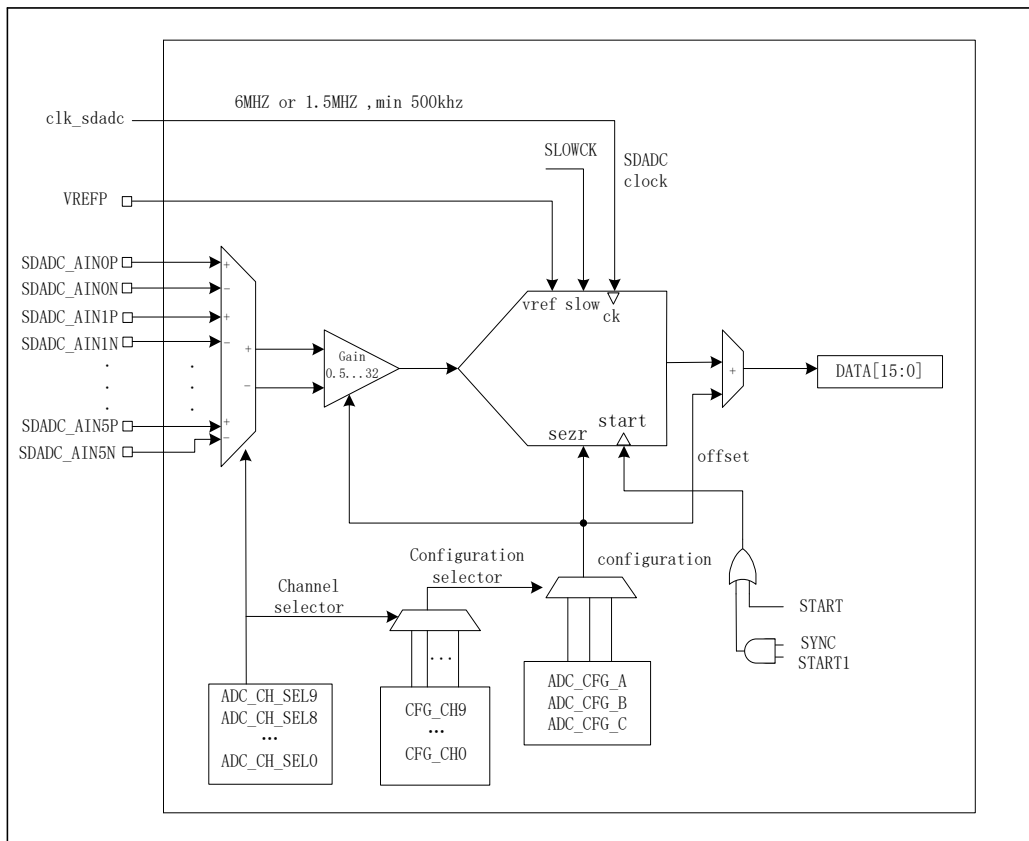 6MHZ or 1.5MHZ ,min 500khz
clk_sdadc
SLOWCK
SDADC
clock
VREFP
SDADC_AIN0P
+
SDADC_AIN0N
-
vref slow
ck
SDADC_AIN1P
+
SDADC_AIN1N
-
+
-
Gain
0.5...32
+
DATA[15:0]
.
.
.
.
.
.
SDADC_AIN5P
+
SDADC_AIN5N
-
sezr
start
offset
Configuration
selector
configuration
Channel
selector
START
SYNC
START1
...
ADC_CH_SEL9
ADC_CH_SEL8
...
ADC_CH_SEL0
CFG_CH9
...
CFG_CH0
ADC_CFG_A
ADC_CFG_B
ADC_CFG_C